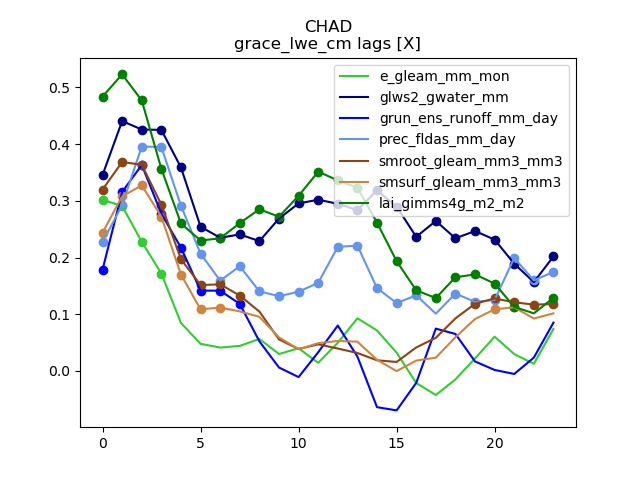 CHAD
grace_lwe_cm lags [X]
e_gleam_mm_mon
glws2_gwater_mm
grun_ens_runoff_mm_day
prec_fldas_mm_day
smroot_gleam_mm3_mm3
smsurf_gleam_mm3_mm3
lai_gimms4g_m2_m2
0.5
0.4
0.3
0.2
0.1
0.0
0 5 10 15 20